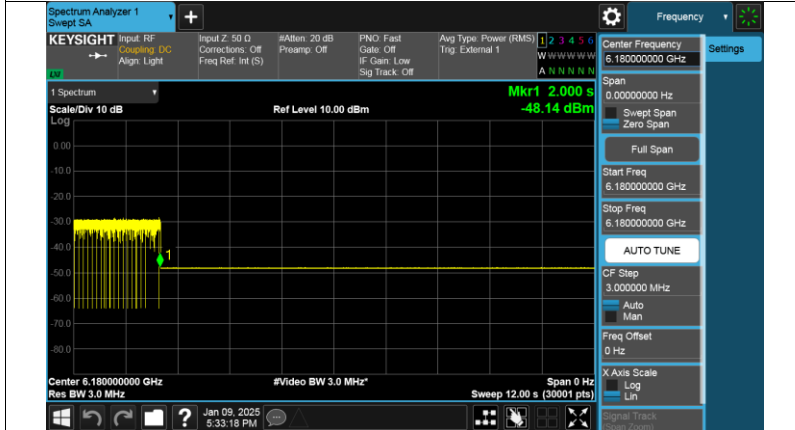 Spectrum Analyzer 1
Swept SA
Frequency
KEYSIGHT
Input: RF
Coupling: DC
Align: Light
Input Z: 50 Ω
Corrections: Off
Freq Ref: Int (S)
#Atten: 20 dB
Preamp: Off
PNO: Fast
Gate: Off
IF Gain: Low
Sig Track: Off
Avg Type: Power (RMS)
Trig: External 1
1 2 3 4 5 6
W W W W W W
A N N N N N
LXI
1 Spectrum
Mkr1 2.000 s
Scale/Div 10 dB
Ref Level 10.00 dBm
-48.14 dBm
Log
0.00
-10.0
-20.0
-30.0
-40.0
1
-50.0
-60.0
-70.0
-80.0
Center 6.180000000 GHz
#Video BW 3.0 MHz*
Span 0 Hz
Res BW 3.0 MHz
Sweep 12.00 s (30001 pts)
?
Jan 09, 2025
5:33:18 PM
Center Frequency
6.180000000 GHz
Settings
Span
0.00000000 Hz
Swept Span
Zero Span
Full Span
Start Freq
6.180000000 GHz
Stop Freq
6.180000000 GHz
AUTO TUNE
CF Step
3.000000 MHz
Auto
Man
Freq Offset
0 Hz
X Axis Scale
Log
Lin
Signal Track
(Span Zoom)